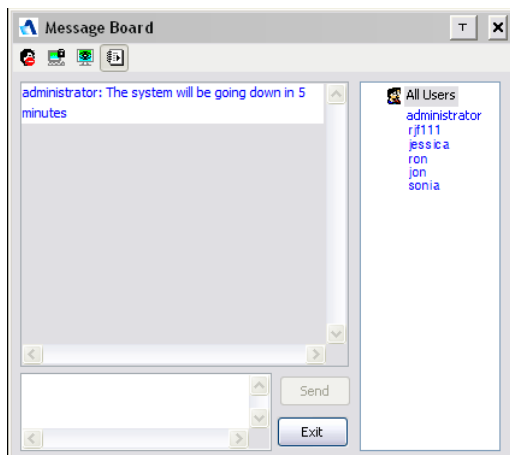 Message Board
T
administrator: The system will be going down in 5
minutes
All Users
administrator
rjf111
jessica
ron
jon
sonia
Send
Exit